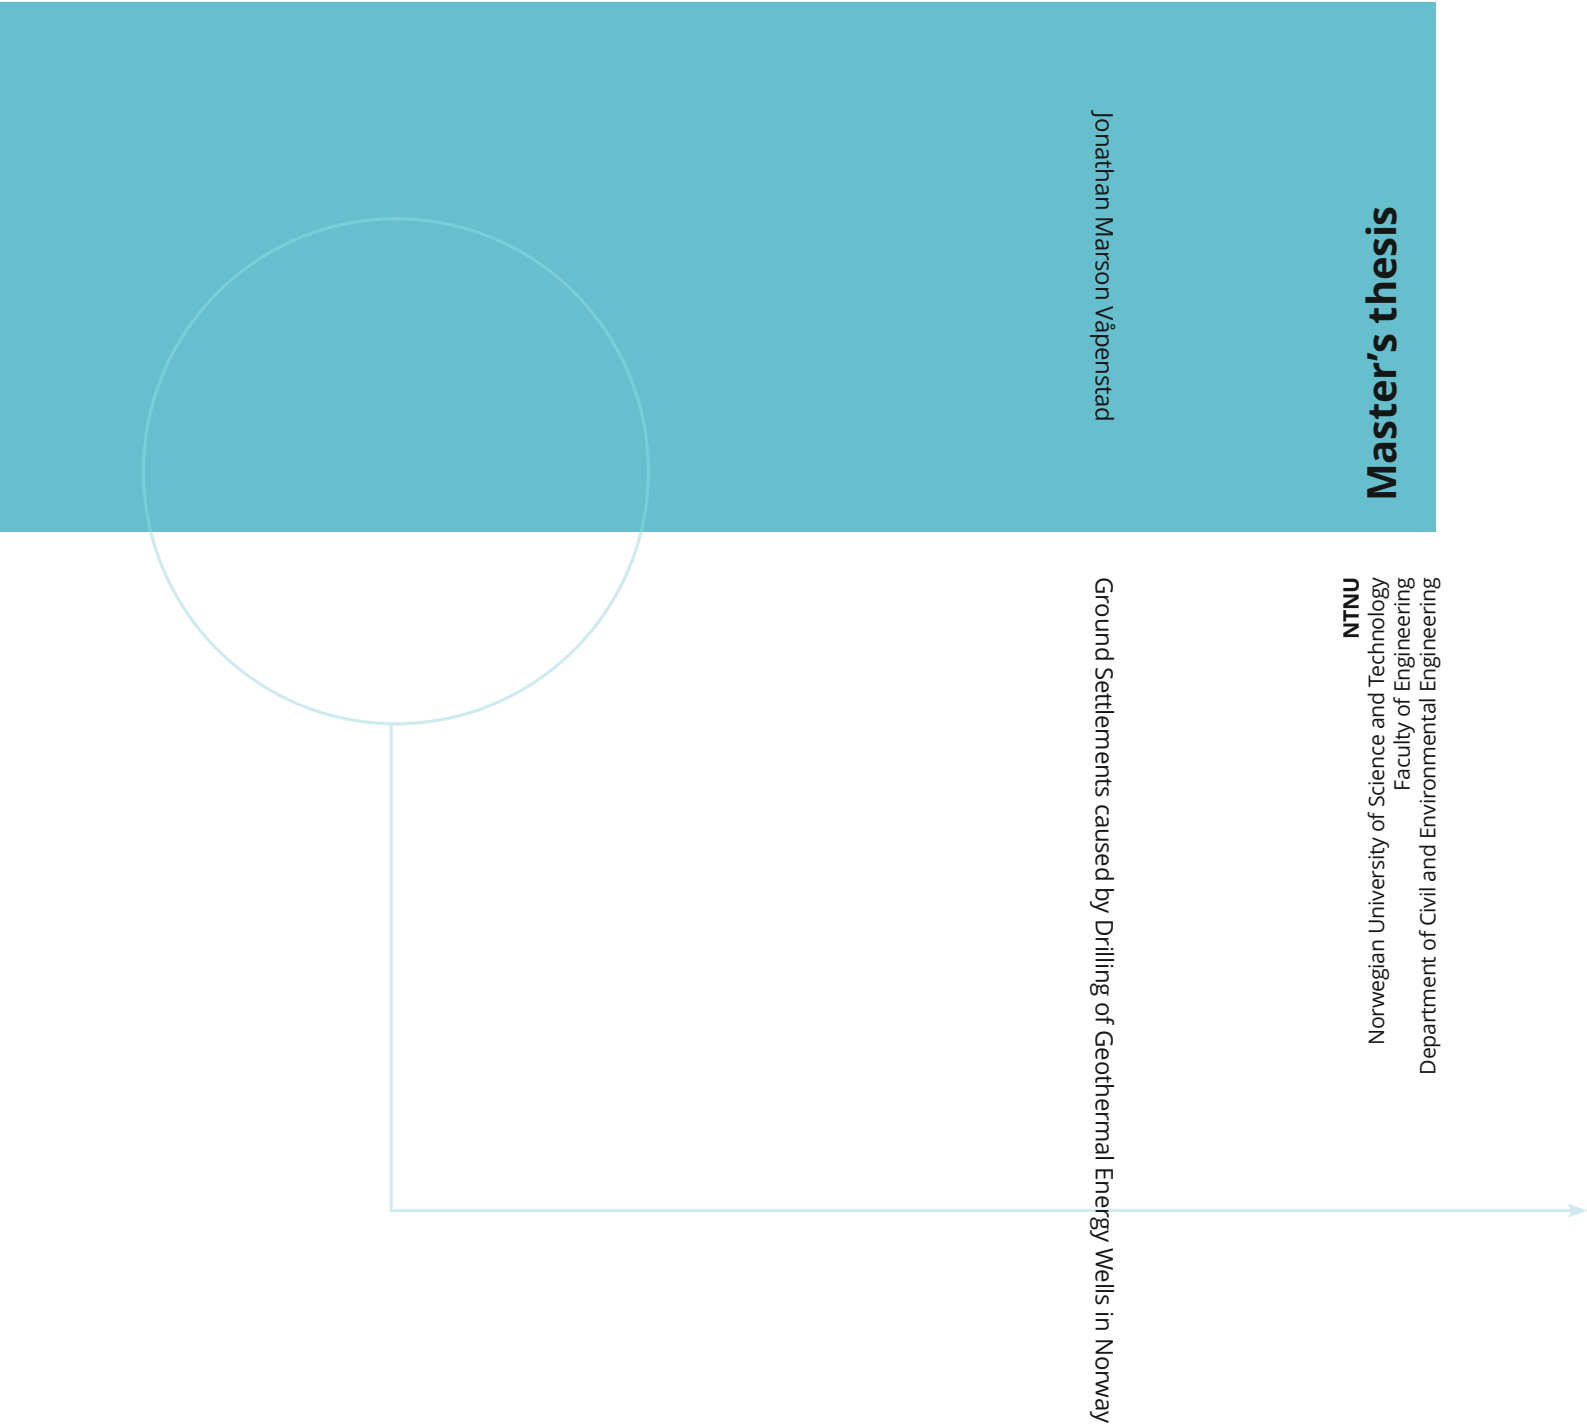 Jonathan Marson Våpenstad
Ground Settlements caused by Drilling of Geothermal Energy Wells in Norway
NTNU
Norwegian University of Science and Technology
Faculty of Engineering
Department of Civil and Environmental Engineering
Master's thesis